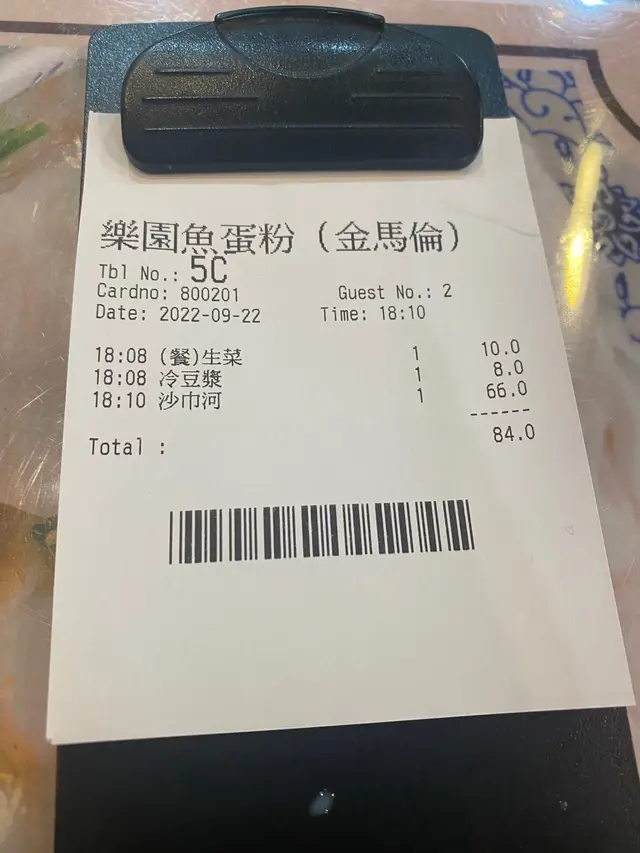 樂園魚蛋粉 (金馬倫)
Tbl No.: 5C
Cardno: 800201 Guest No.: 2
Date: 2022-09-22 Time: 18:10
18:08 (餐)生菜 1 10.0
18:08 冷豆漿 1 8.0
18:10 沙巾河 1 66.0
------
Total : 84.0